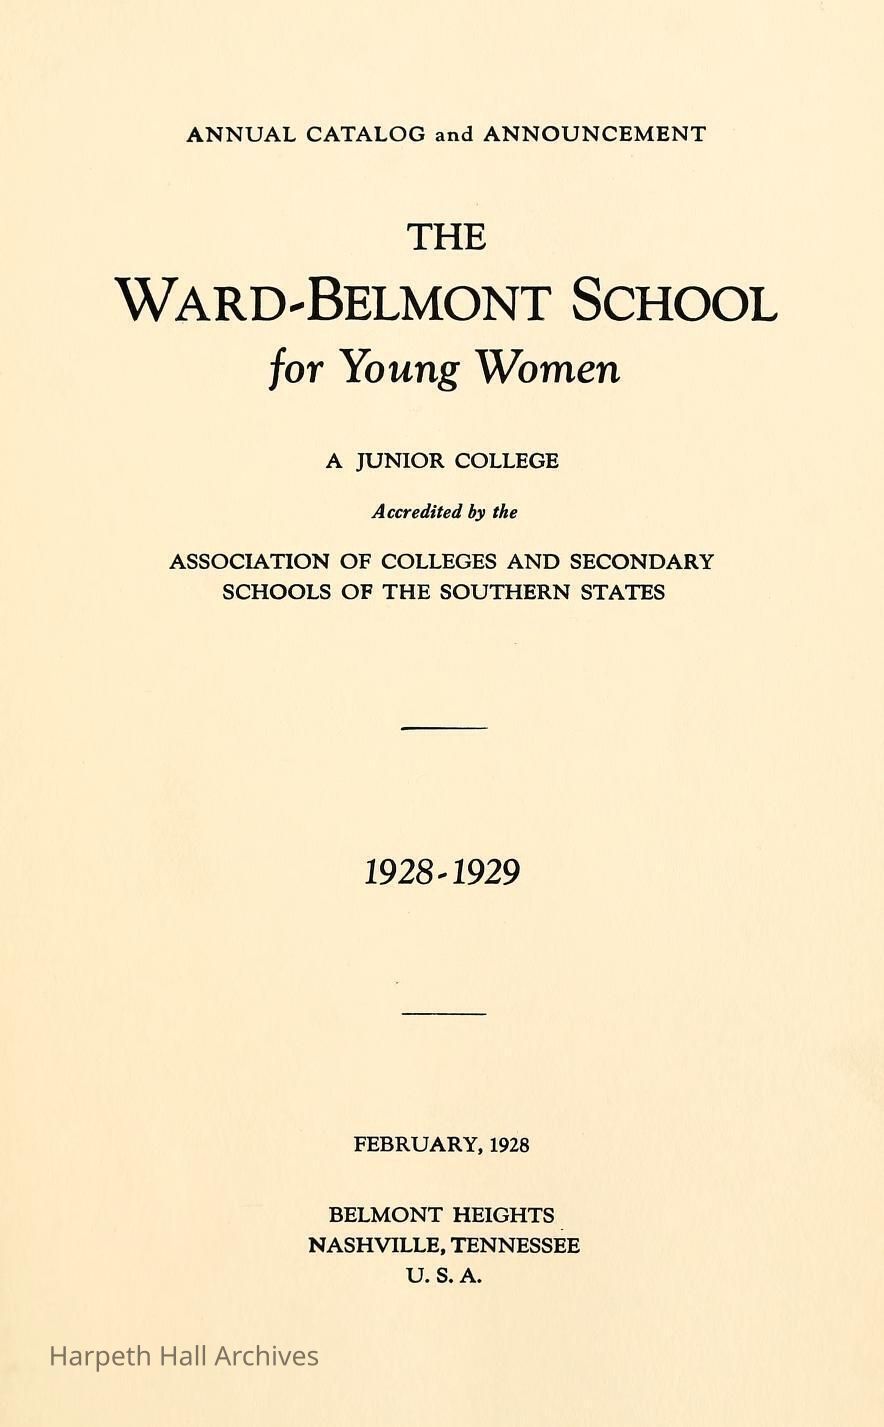 ANNUAL CATALOG and ANNOUNCEMENT
THE
WARD-BELMONT SCHOOL
for Young Women
A JUNIOR COLLEGE
Accredited by the
ASSOCIATION OF COLLEGES AND SECONDARY
SCHOOLS OF THE SOUTHERN STATES
1928-1929
FEBRUARY, 1928
BELMONT HEIGHTS
NASHVILLE, TENNESSEE
U. S. A.
Harpeth Hall Archives